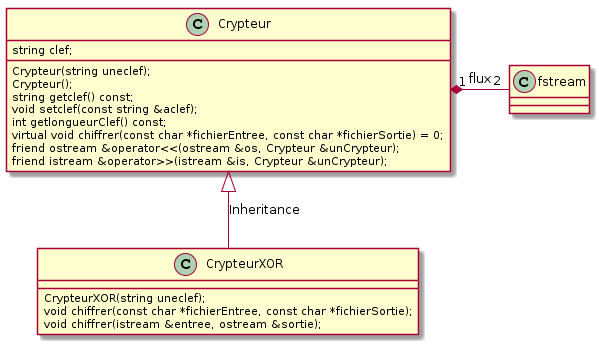 C Crypteur
string clef;
Crypteur(string uneclef);
Crypteur();
string getclef() const;
void setclef(const string &aclef);
int getlongueurClef() const;
virtual void chiffrer(const char *fichierEntree, const char *fichierSortie) = 0;
friend ostream &operator<<(ostream &os, Crypteur &unCrypteur);
friend istream &operator>>(istream &is, Crypteur &unCrypteur);
1 flux 2
C fstream
Inheritance
C CrypteurXOR
CrypteurXOR(string uneclef);
void chiffrer(const char *fichierEntree, const char *fichierSortie);
void chiffrer(istream &entree, ostream &sortie);